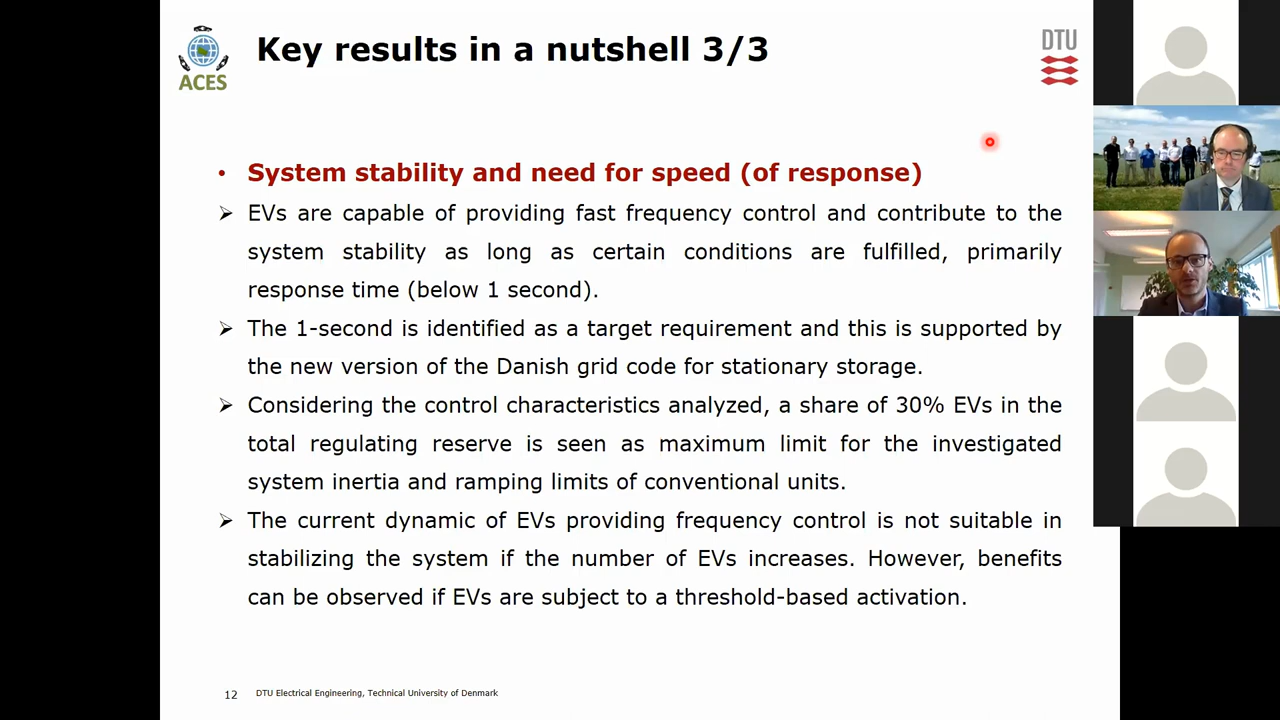 Key results in a nutshell 3/3
ACES
DTU
• System stability and need for speed (of response)
➢ EVs are capable of providing fast frequency control and contribute to the
system stability as long as certain conditions are fulfilled, primarily
response time (below 1 second).
➢ The 1-second is identified as a target requirement and this is supported by
the new version of the Danish grid code for stationary storage.
➢ Considering the control characteristics analyzed, a share of 30% EVs in the
total regulating reserve is seen as maximum limit for the investigated
system inertia and ramping limits of conventional units.
➢ The current dynamic of EVs providing frequency control is not suitable in
stabilizing the system if the number of EVs increases. However, benefits
can be observed if EVs are subject to a threshold-based activation.
12 DTU Electrical Engineering, Technical University of Denmark